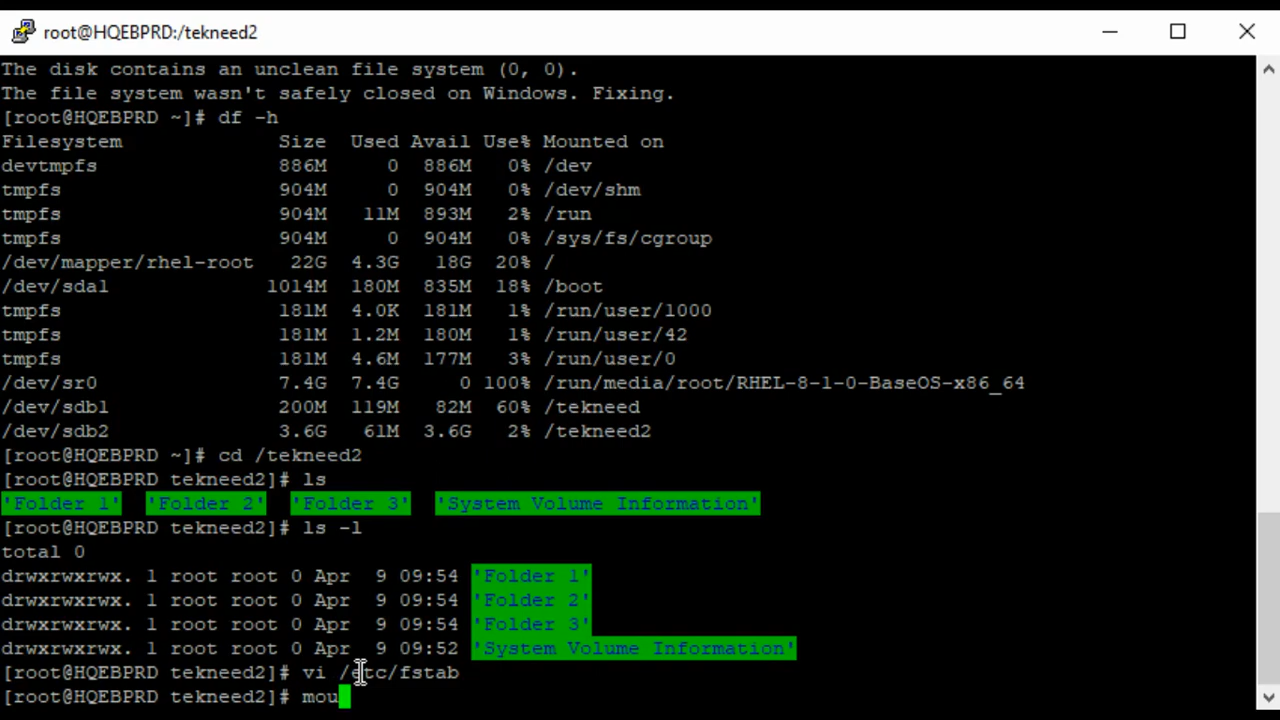 root@HQEBPRD:/tekneed2
The disk contains an unclean file system (0, 0).
The file system wasn't safely closed on Windows. Fixing.
[root@HQEBPRD ~]# df -h
Filesystem Size Used Avail Use% Mounted on
devtmpfs 886M 0 886M 0% /dev
tmpfs 904M 0 904M 0% /dev/shm
tmpfs 904M 11M 893M 2% /run
tmpfs 904M 0 904M 0% /sys/fs/cgroup
/dev/mapper/rhel-root 22G 4.3G 18G 20% /
/dev/sda1 1014M 180M 835M 18% /boot
tmpfs 181M 4.0K 181M 1% /run/user/1000
tmpfs 181M 1.2M 180M 1% /run/user/42
tmpfs 181M 4.6M 177M 3% /run/user/0
/dev/sr0 7.4G 7.4G 0 100% /run/media/root/RHEL-8-1-0-BaseOS-x86_64
/dev/sdb1 200M 119M 82M 60% /tekneed
/dev/sdb2 3.6G 61M 3.6G 2% /tekneed2
[root@HQEBPRD ~]# cd /tekneed2
[root@HQEBPRD tekneed2]# ls
'Folder 1' 'Folder 2' 'Folder 3' 'System Volume Information'
[root@HQEBPRD tekneed2]# ls -l
total 0
drwxrwxrwx. 1 root root 0 Apr 9 09:54 'Folder 1'
drwxrwxrwx. 1 root root 0 Apr 9 09:54 'Folder 2'
drwxrwxrwx. 1 root root 0 Apr 9 09:54 'Folder 3'
drwxrwxrwx. 1 root root 0 Apr 9 09:52 'System Volume Information'
[root@HQEBPRD tekneed2]# vi /etc/fstab
[root@HQEBPRD tekneed2]# mou